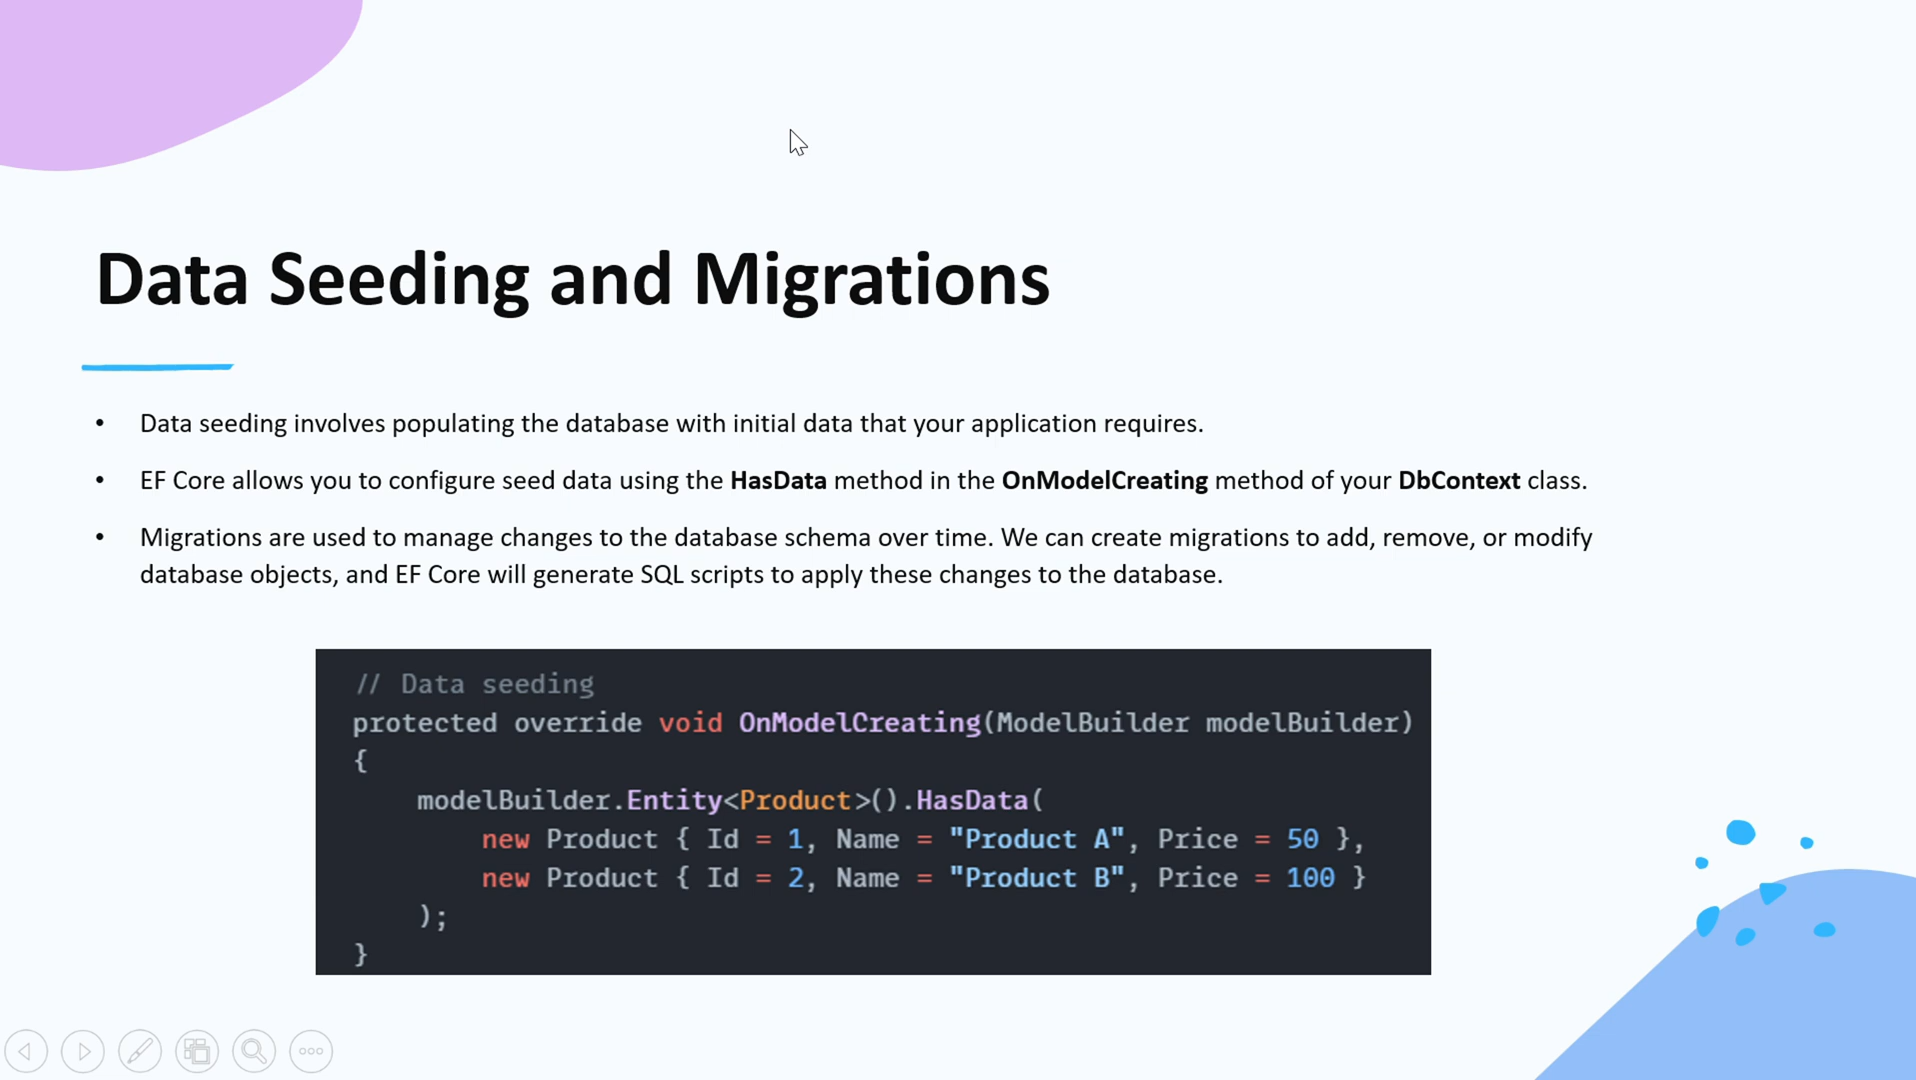 Data Seeding and Migrations
• Data seeding involves populating the database with initial data that your application requires.
• EF Core allows you to configure seed data using the HasData method in the OnModelCreating method of your DbContext class.
• Migrations are used to manage changes to the database schema over time. We can create migrations to add, remove, or modify
database objects, and EF Core will generate SQL scripts to apply these changes to the database.
// Data seeding
protected override void OnModelCreating(ModelBuilder modelBuilder)
{
    modelBuilder.Entity<Product>().HasData(
        new Product { Id = 1, Name = "Product A", Price = 50 },
        new Product { Id = 2, Name = "Product B", Price = 100 }
    );
}